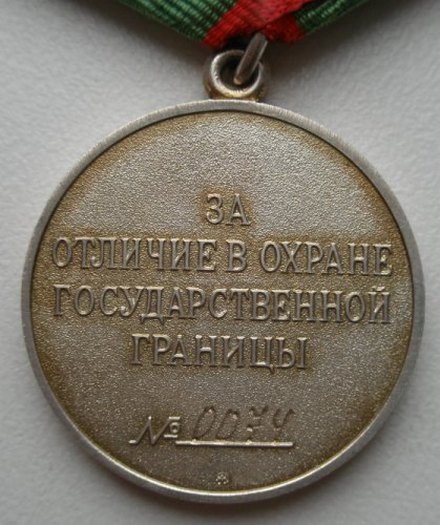 ЗА
ОТЛИЧИЕ В ОХРАНЕ
ГОСУДАРСТВЕННОЙ
ГРАНИЦЫ
№ 0074